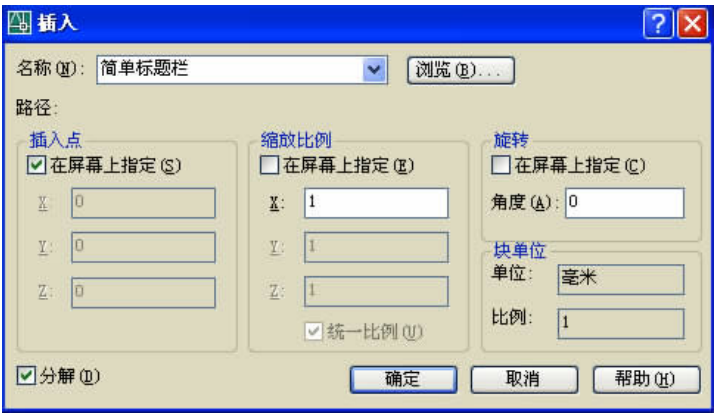 插入
名称(N): 简单标题栏 浏览(B)...
路径:
插入点 缩放比例 旋转
在屏幕上指定(S) 在屏幕上指定(E) 在屏幕上指定(C)
X: 0 X: 1 角度(A): 0
Y: 0 Y: 1 块单位
单位: 毫米
Z: 0 Z: 1
比例: 1
统一比例(U)
分解(D) 确定 取消 帮助(H)